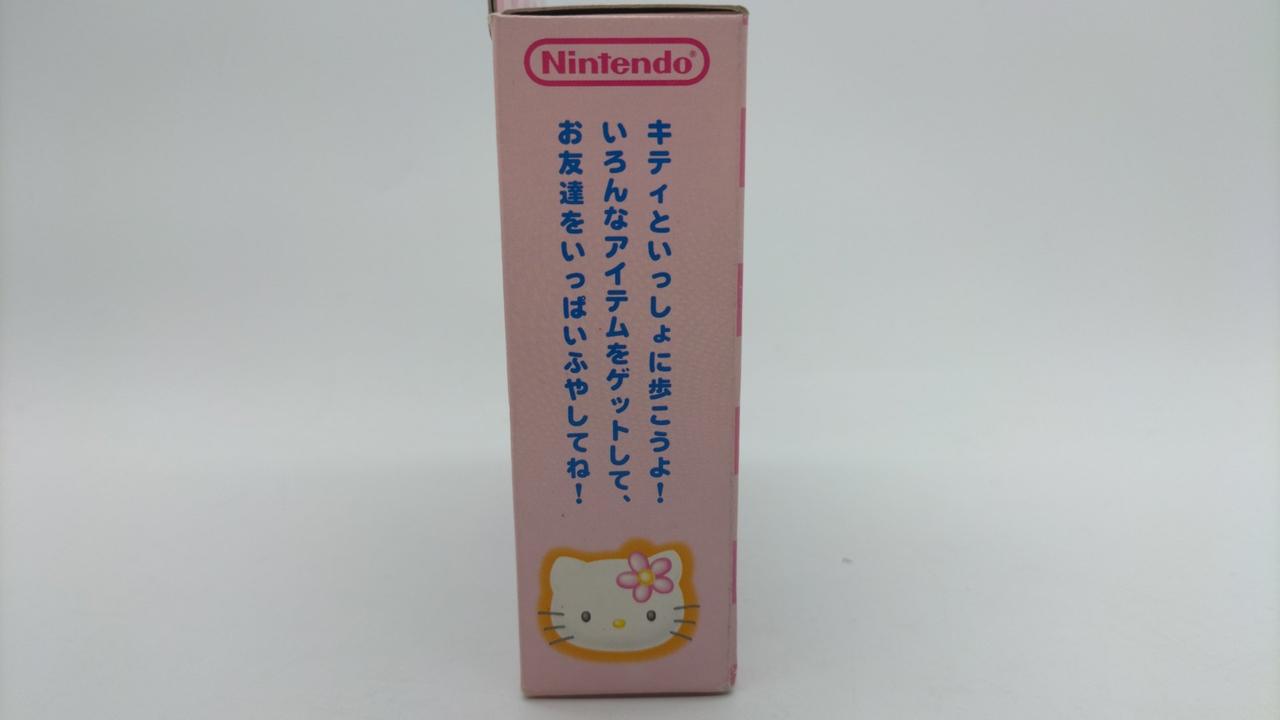 Nintendo®
キティといっしょに歩こうよ！
いろんなアイテムをゲットして、
お友達をいっぱいふやしてね！